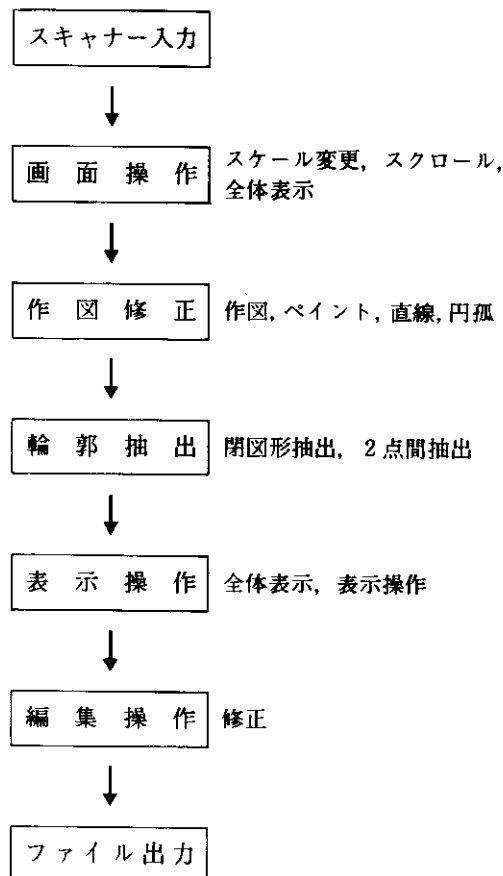 スキャナー入力
画面操作 スケール変更, スクロール,
全体表示
作図修正 作図, ペイント, 直線, 円孤
輪郭抽出 閉図形抽出, 2点間抽出
表示操作 全体表示, 表示操作
編集操作 修正
ファイル出力